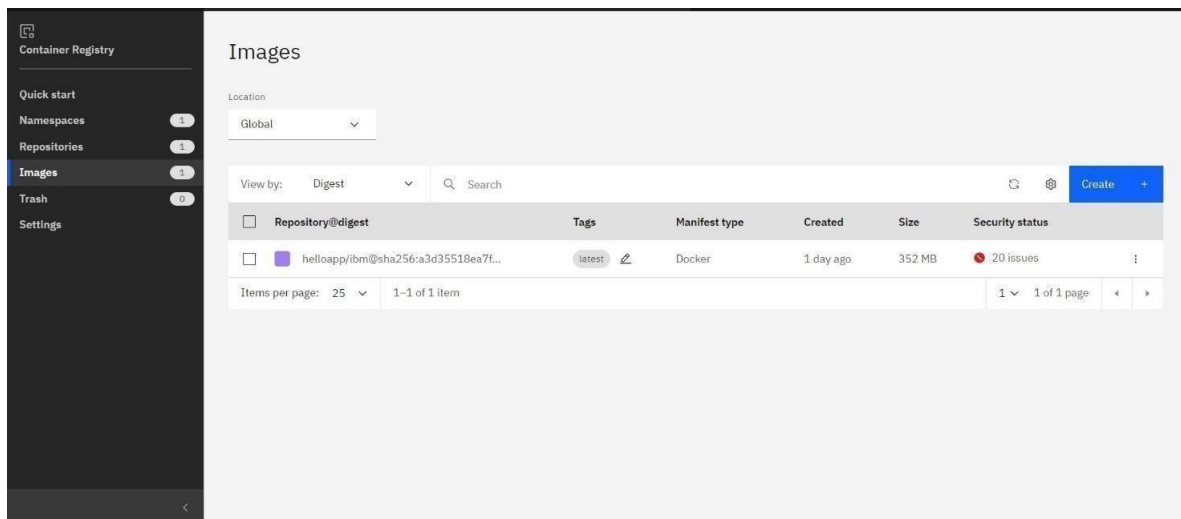 Container Registry
Quick start
Namespaces 1
Repositories 1
Images 1
Trash 0
Settings
Images
Location
Global
View by: Digest Search Create +
Repository@digest Tags Manifest type Created Size Security status
helloapp/ibm@sha256:a3d35518ea7f... latest Docker 1 day ago 352 MB 20 issues
Items per page: 25 1–1 of 1 item 1 1 of 1 page